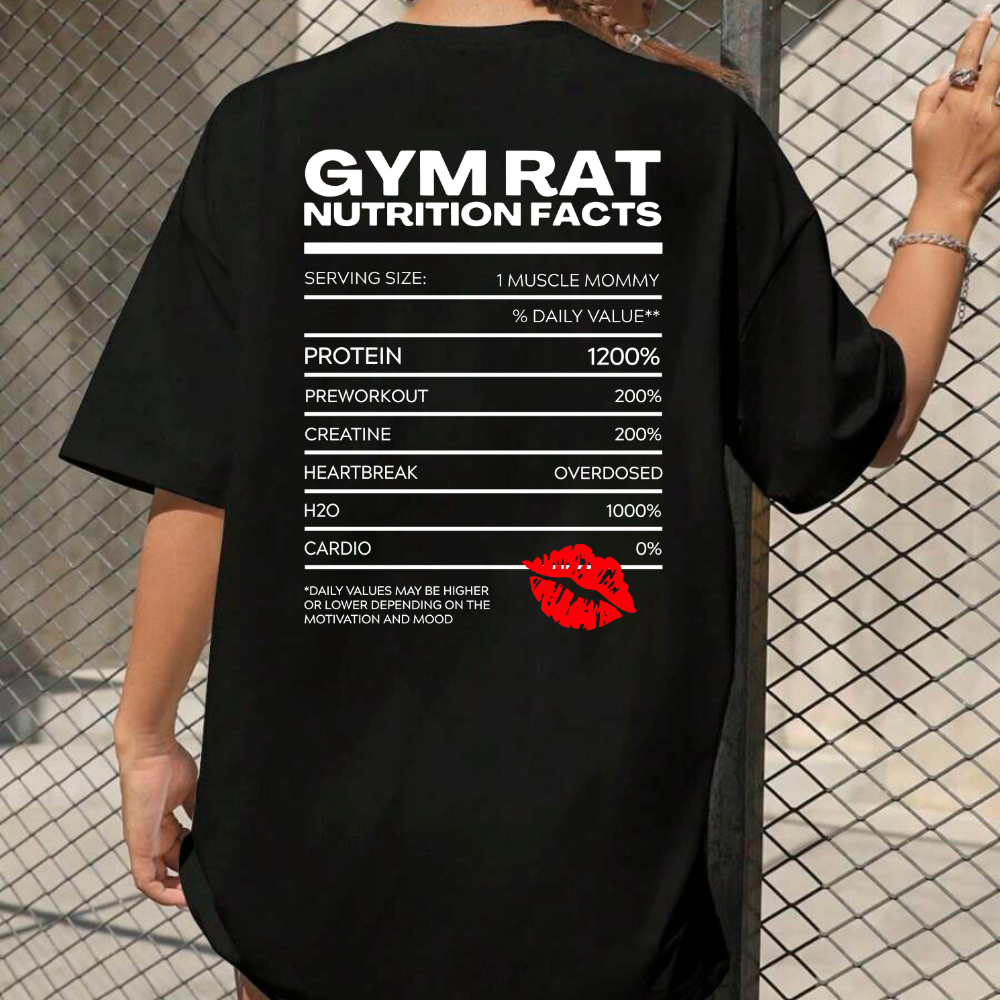 GYM RAT
NUTRITION FACTS
SERVING SIZE: 1 MUSCLE MOMMY
% DAILY VALUE**
PROTEIN 1200%
PREWORKOUT 200%
CREATINE 200%
HEARTBREAK OVERDOSED
H2O 1000%
CARDIO 0%
*DAILY VALUES MAY BE HIGHER
OR LOWER DEPENDING ON THE
MOTIVATION AND MOOD